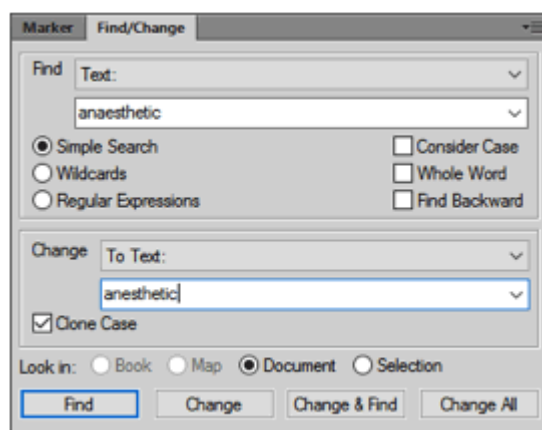 Marker Find/Change
Find Text:
anaesthetic
Simple Search Consider Case
Wildcards Whole Word
Regular Expressions Find Backward
Change To Text:
anesthetic
Clone Case
Look in: Book Map Document Selection
Find Change Change & Find Change All